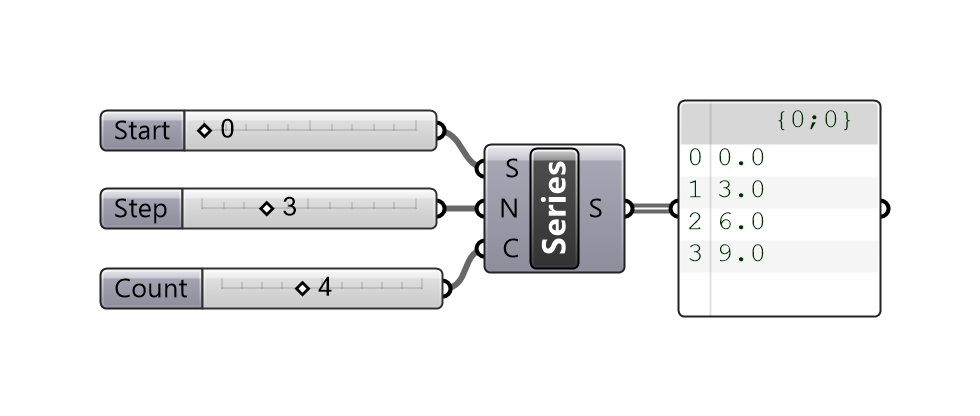 Start 0
Step 3
Count 4
S
N
C
Series
S
{0;0}
0 0.0
1 3.0
2 6.0
3 9.0